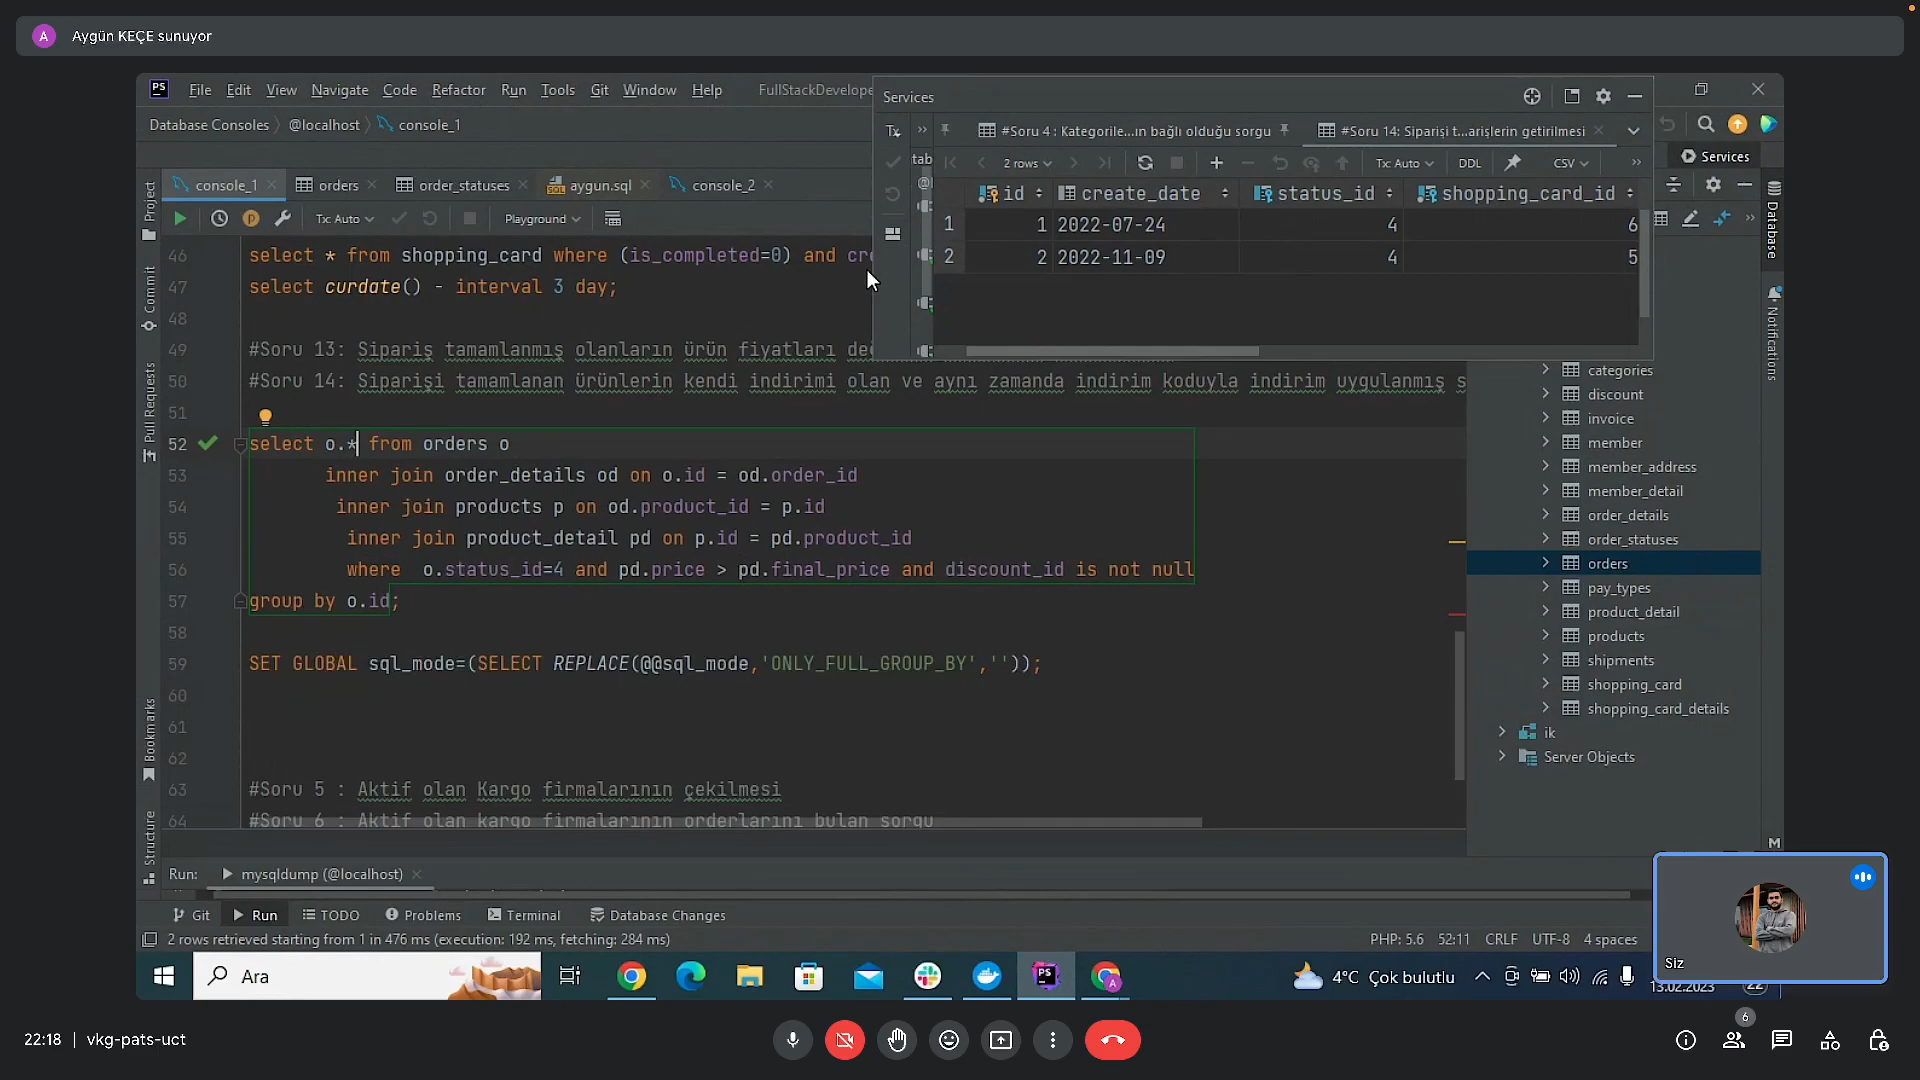 A Aygün KEÇE sunuyor
PS File Edit View Navigate Code Refactor Run Tools Git Window Help FullStackDevelope
Database Consoles @localhost console_1
console_1 orders order_statuses aygun.sql console_2
Tx: Auto Playground
Services
Tx #Soru 4 : Kategorile...ın bağlı olduğu sorgu #Soru 14: Siparişi t...arişlerin getirilmesi
2 rows Tx: Auto DDL CSV
id create_date status_id shopping_card_id
1 1 2022-07-24 4 6
2 2 2022-11-09 4 5
46 select * from shopping_card where (is_completed=0) and cre
47 select curdate() - interval 3 day;
48
49 #Soru 13: Sipariş tamamlanmış olanların ürün fiyatları
50 #Soru 14: Siparişi tamamlanan ürünlerin kendi indirimi olan ve aynı zamanda indirim koduyla indirim uygulanmış s
51
52 select o.* from orders o
53 inner join order_details od on o.id = od.order_id
54 inner join products p on od.product_id = p.id
55 inner join product_detail pd on p.id = pd.product_id
56 where o.status_id=4 and pd.price > pd.final_price and discount_id is not null
57 group by o.id;
58
59 SET GLOBAL sql_mode=(SELECT REPLACE(@@sql_mode,'ONLY_FULL_GROUP_BY',''));
60
61
62
63 #Soru 5 : Aktif olan Kargo firmalarının çekilmesi
64 #Soru 6 : Aktif olan kargo firmalarının orderlarını bulan sorgu
Project
Commit
Pull Requests
Bookmarks
Structure
Services
Database
Notifications
categories
discount
invoice
member
member_address
member_detail
order_details
order_statuses
orders
pay_types
product_detail
products
shipments
shopping_card
shopping_card_details
ik
Server Objects
Run: mysqldump (@localhost)
Git Run TODO Problems Terminal Database Changes
2 rows retrieved starting from 1 in 476 ms (execution: 192 ms, fetching: 284 ms) PHP: 5.6 52:11 CRLF UTF-8 4 spaces
Ara 4°C Çok bulutlu
13.02.2023 22
Siz
22:18 | vkg-pats-uct
6